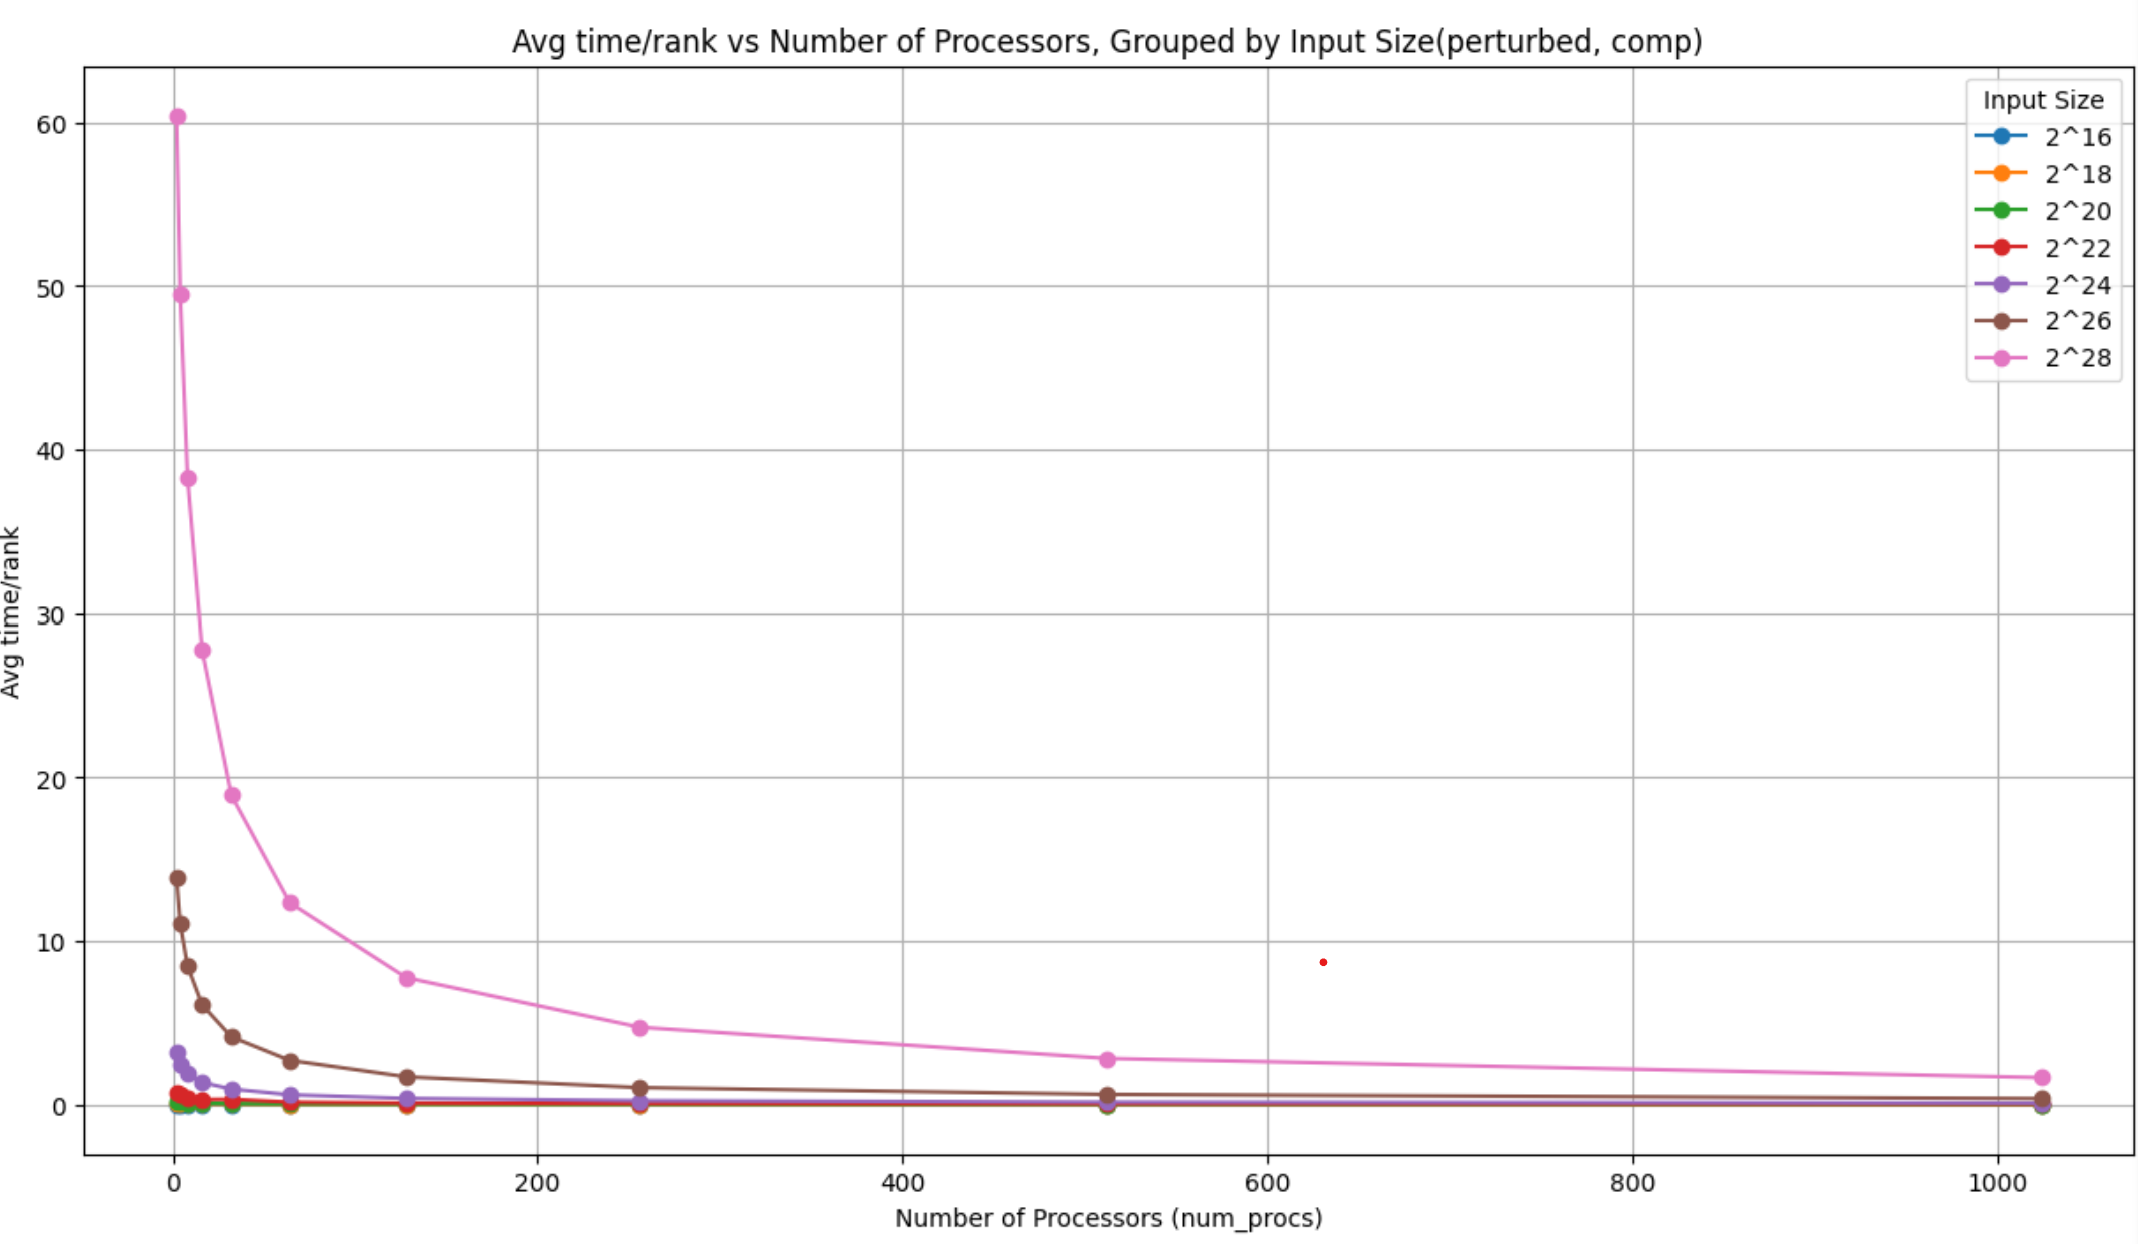 Avg time/rank vs Number of Processors, Grouped by Input Size(perturbed, comp)
Input Size
2^16
2^18
2^20
2^22
2^24
2^26
2^28
Avg time/rank
60
50
40
30
20
10
0
0 200 400 600 800 1000
Number of Processors (num_procs)